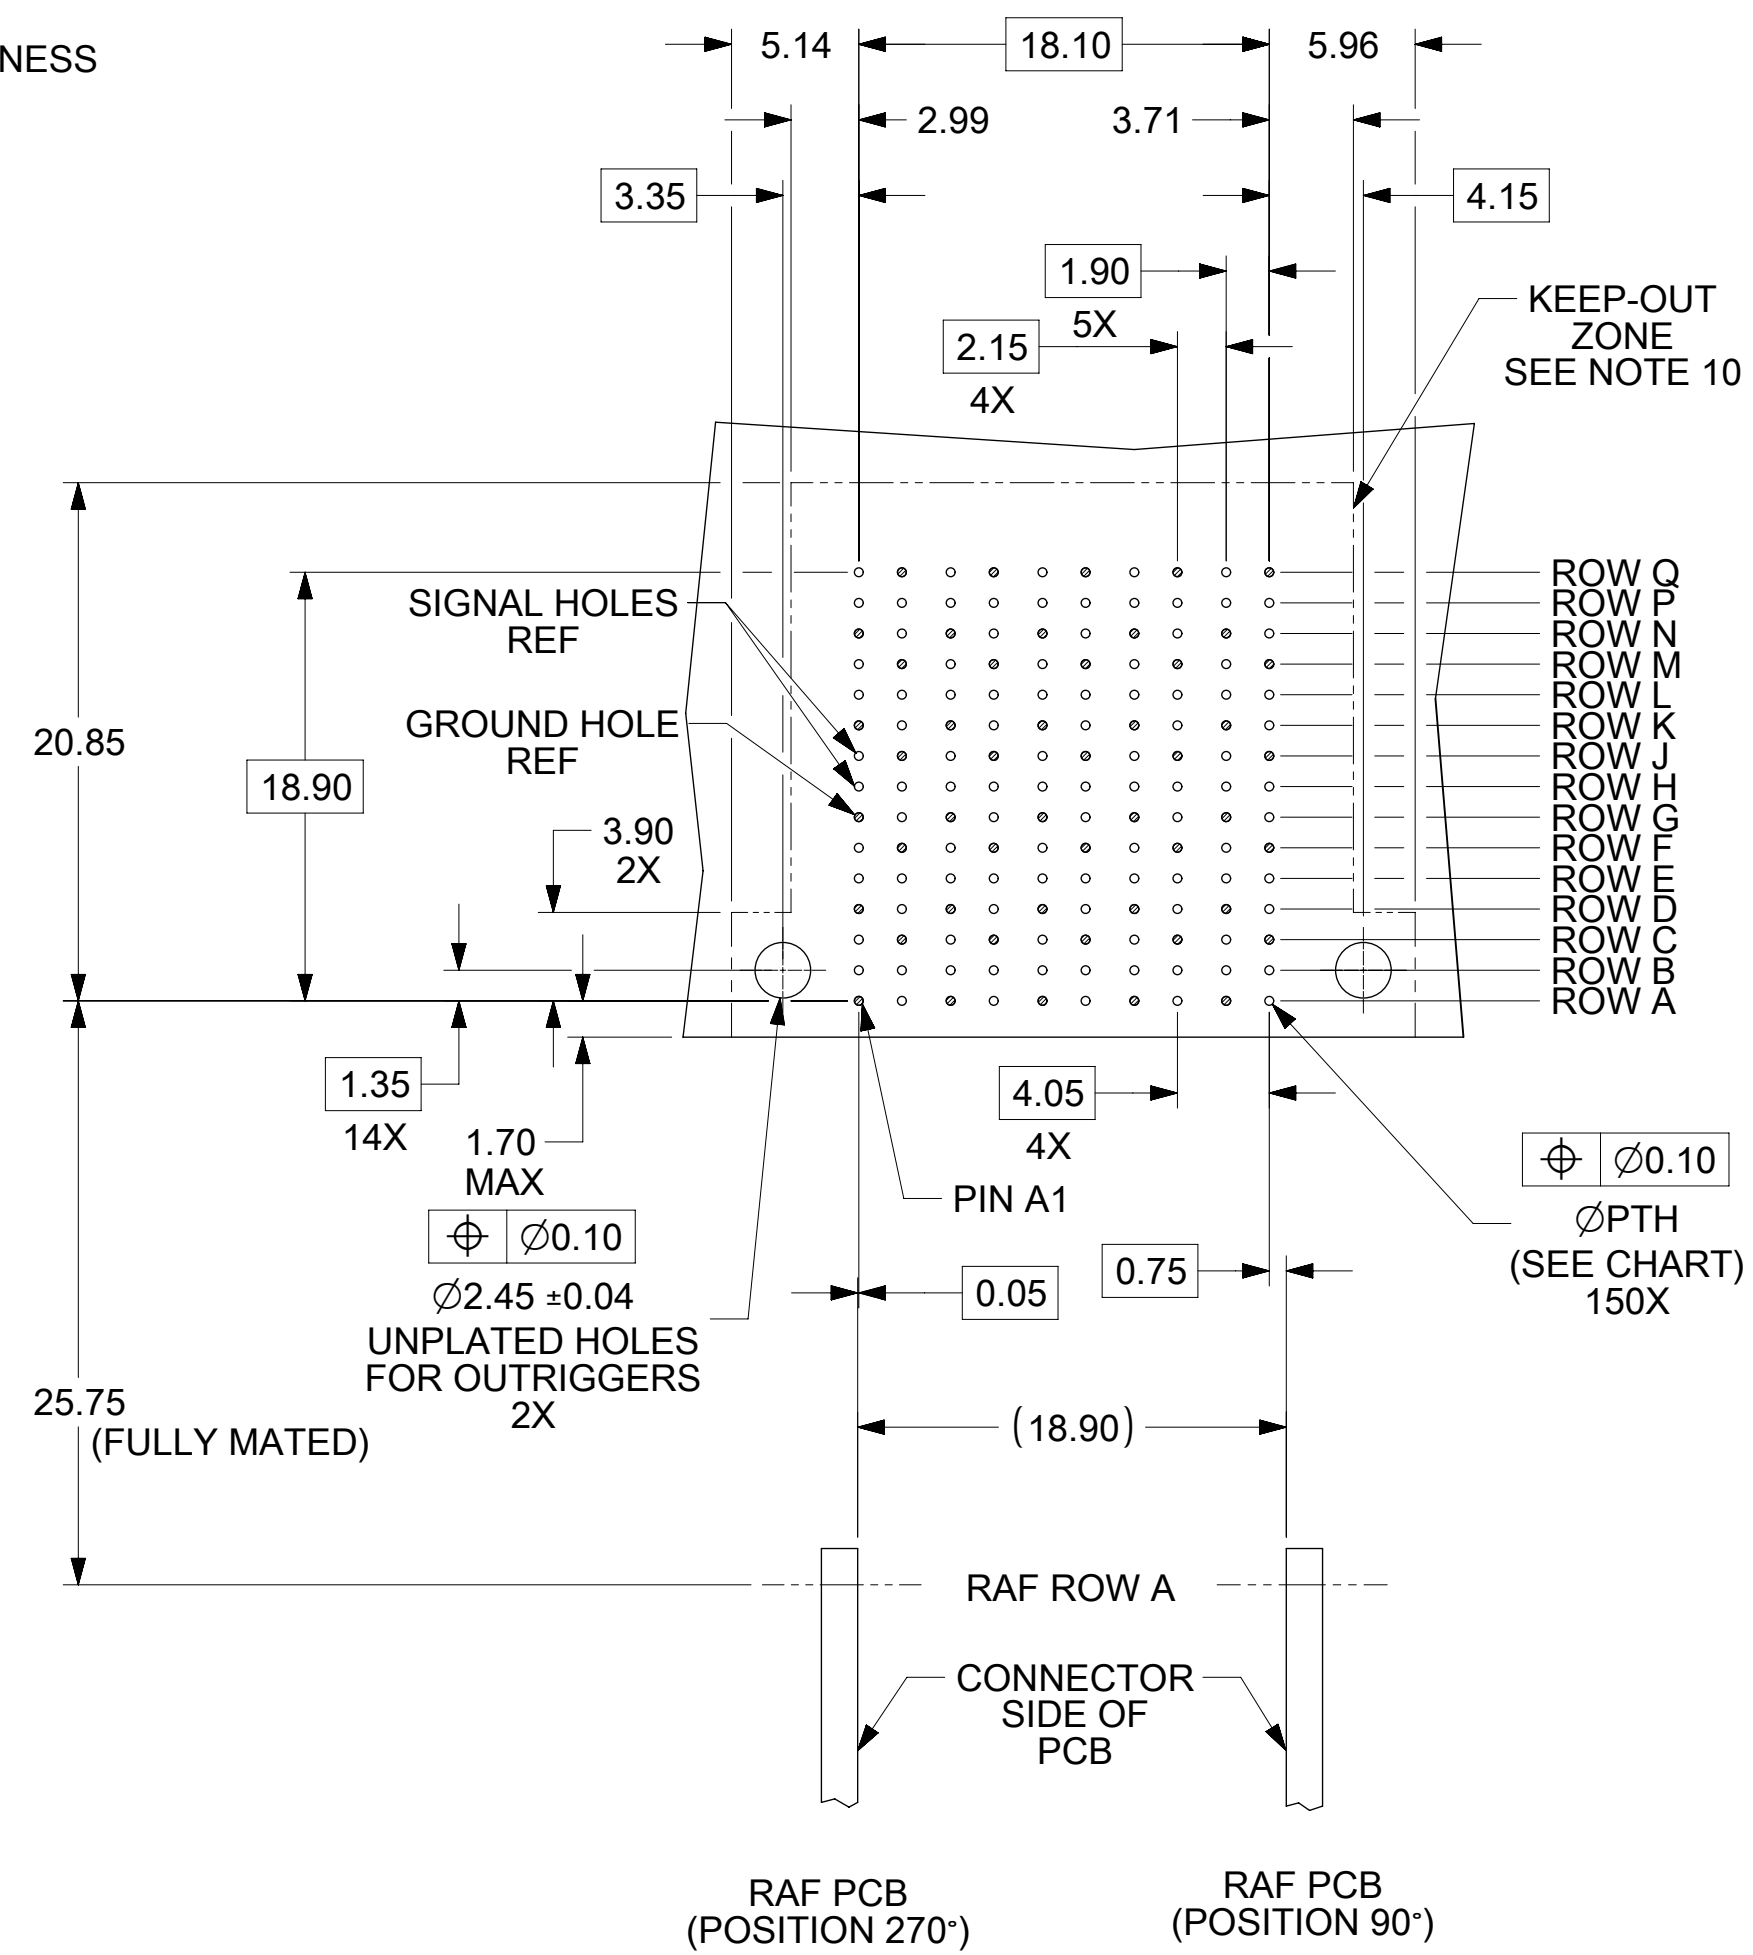 NESS
5.14
18.10
5.96
2.99
3.71
3.35
4.15
1.90
5X
2.15
4X
KEEP-OUT
ZONE
SEE NOTE 10
20.85
18.90
SIGNAL HOLES
REF
GROUND HOLE
REF
3.90
2X
ROW Q
ROW P
ROW N
ROW M
ROW L
ROW K
ROW J
ROW H
ROW G
ROW F
ROW E
ROW D
ROW C
ROW B
ROW A
1.35
14X
1.70
MAX
⌖ ∅0.10
∅2.45 ±0.04
UNPLATED HOLES
FOR OUTRIGGERS
2X
4.05
4X
PIN A1
⌖ ∅0.10
∅PTH
(SEE CHART)
150X
0.05
0.75
25.75
(FULLY MATED)
(18.90)
RAF ROW A
CONNECTOR
SIDE OF
PCB
RAF PCB
(POSITION 270°)
RAF PCB
(POSITION 90°)